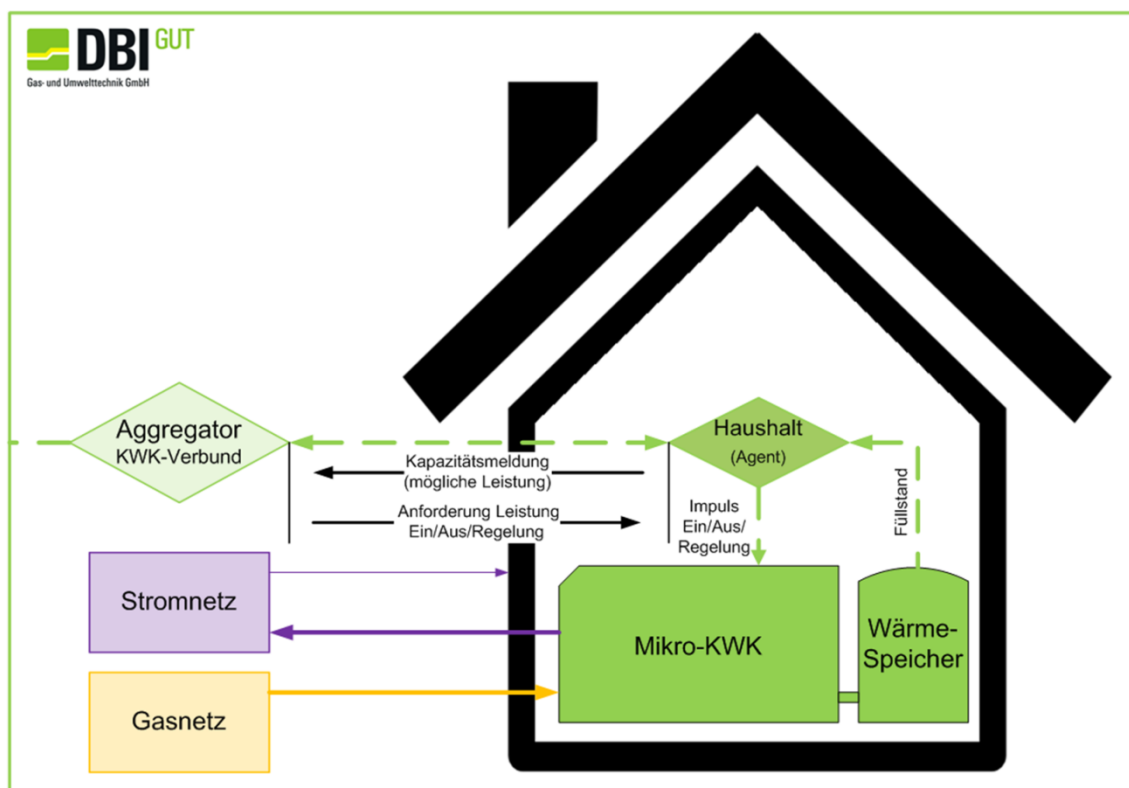 DBI GUT
Gas- und Umwelttechnik GmbH
Aggregator
KWK-Verbund
Haushalt
(Agent)
Kapazitätsmeldung
(mögliche Leistung)
Anforderung Leistung
Ein/Aus/Regelung
Impuls
Ein/Aus/
Regelung
Füllstand
Stromnetz
Mikro-KWK
Wärme-
Speicher
Gasnetz